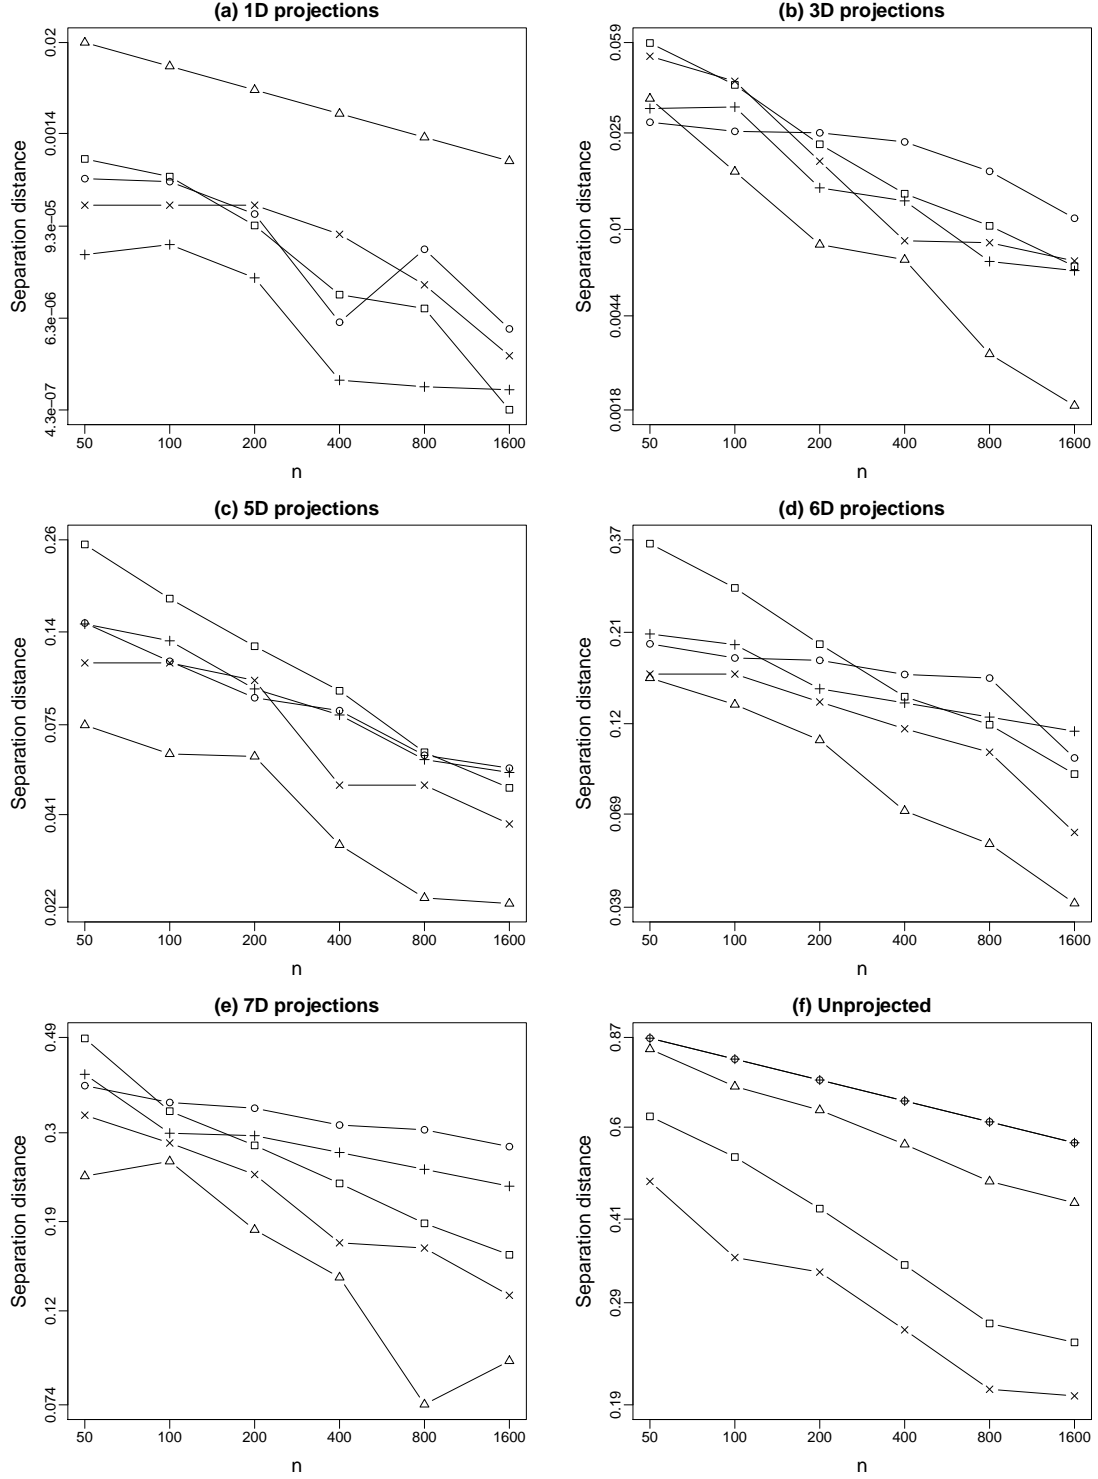 (a) 1D projections
Separation distance
0.02
0.0014
9.3e−05
6.3e−06
4.3e−07
50 100 200 400 800 1600
n
(b) 3D projections
Separation distance
0.059
0.025
0.01
0.0044
0.0018
50 100 200 400 800 1600
n
(c) 5D projections
Separation distance
0.26
0.14
0.075
0.041
0.022
50 100 200 400 800 1600
n
(d) 6D projections
Separation distance
0.37
0.21
0.12
0.069
0.039
50 100 200 400 800 1600
n
(e) 7D projections
Separation distance
0.49
0.3
0.19
0.12
0.074
50 100 200 400 800 1600
n
(f) Unprojected
Separation distance
0.87
0.6
0.41
0.29
0.19
50 100 200 400 800 1600
n